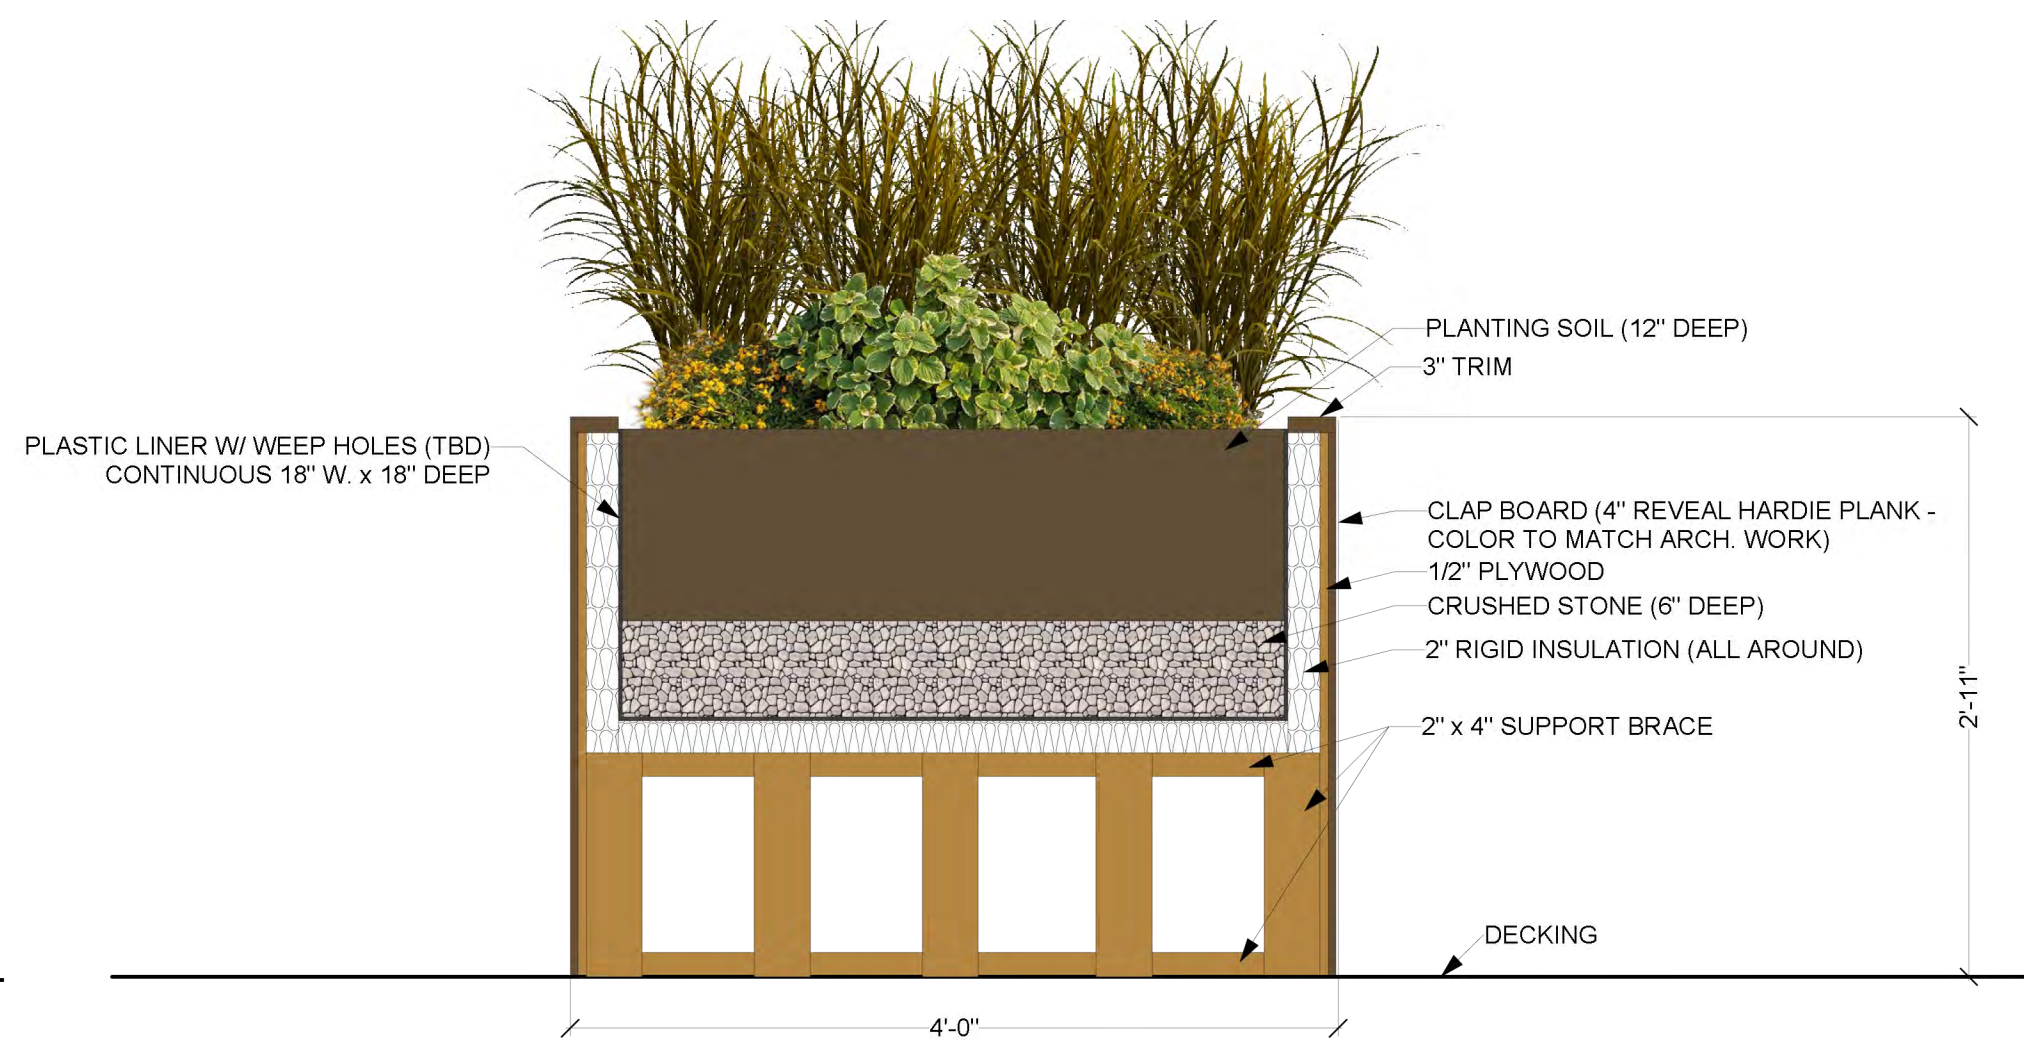 PLANTING SOIL (12" DEEP)
3" TRIM
PLASTIC LINER W/ WEEP HOLES (TBD)
CONTINUOUS 18" W. x 18" DEEP
CLAP BOARD (4" REVEAL HARDIE PLANK -
COLOR TO MATCH ARCH. WORK)
1/2" PLYWOOD
CRUSHED STONE (6" DEEP)
2" RIGID INSULATION (ALL AROUND)
2'-11"
2" x 4" SUPPORT BRACE
DECKING
4'-0"